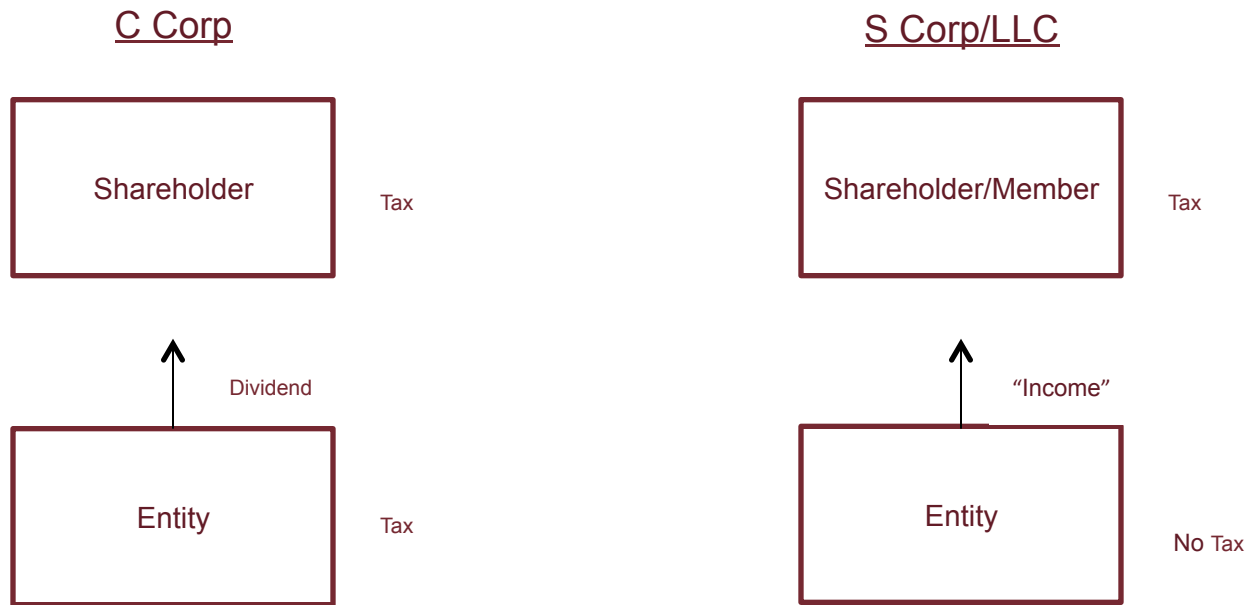 C Corp
Shareholder
Tax
Dividend
Entity
Tax
S Corp/LLC
Shareholder/Member
Tax
“Income”
Entity
No Tax